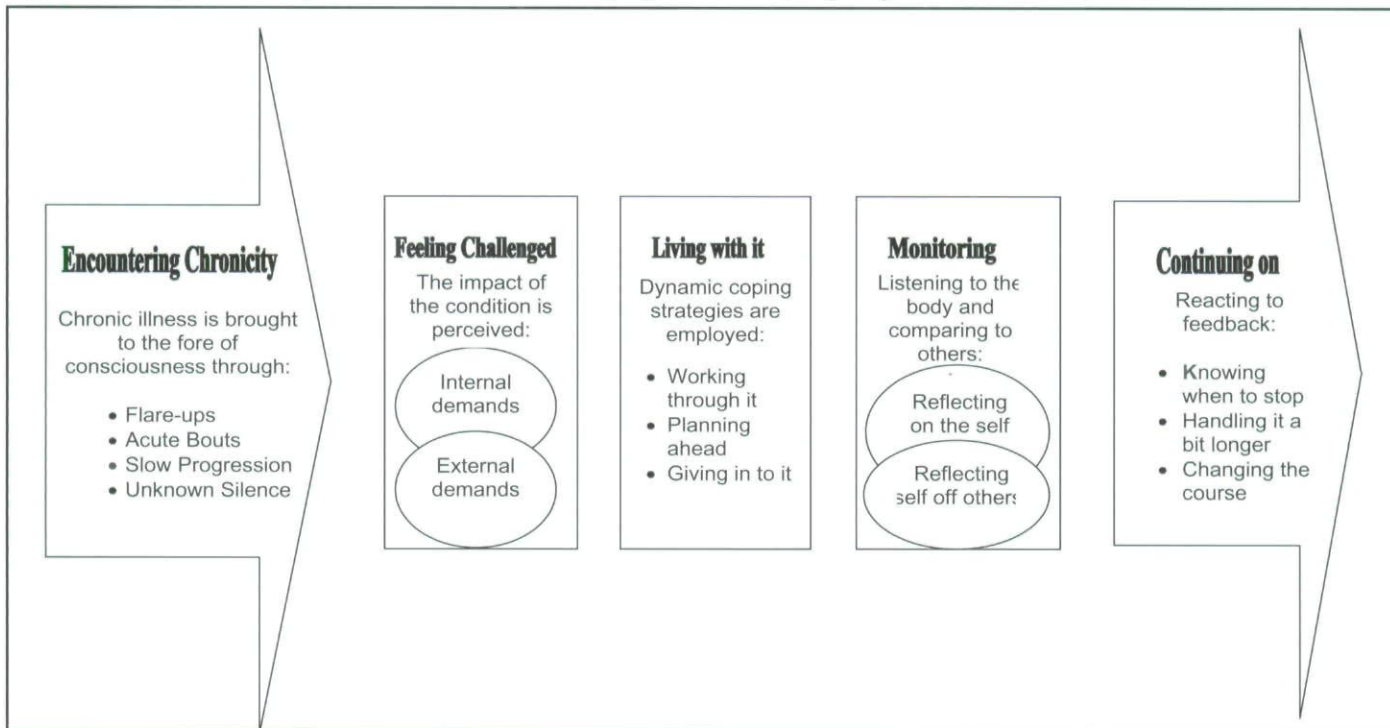 Encountering Chronicity
Chronic illness is brought
to the fore of
consciousness through:
• Flare-ups
• Acute Bouts
• Slow Progression
• Unknown Silence
Feeling Challenged
The impact of
the condition is
perceived:
Internal
demands
External
demands
Living with it
Dynamic coping
strategies are
employed:
• Working
through it
• Planning
ahead
• Giving in to it
Monitoring
Listening to the
body and
comparing to
others:
Reflecting
on the self
Reflecting
self off others
Continuing on
Reacting to
feedback:
• Knowing
when to stop
• Handling it a
bit longer
• Changing the
course